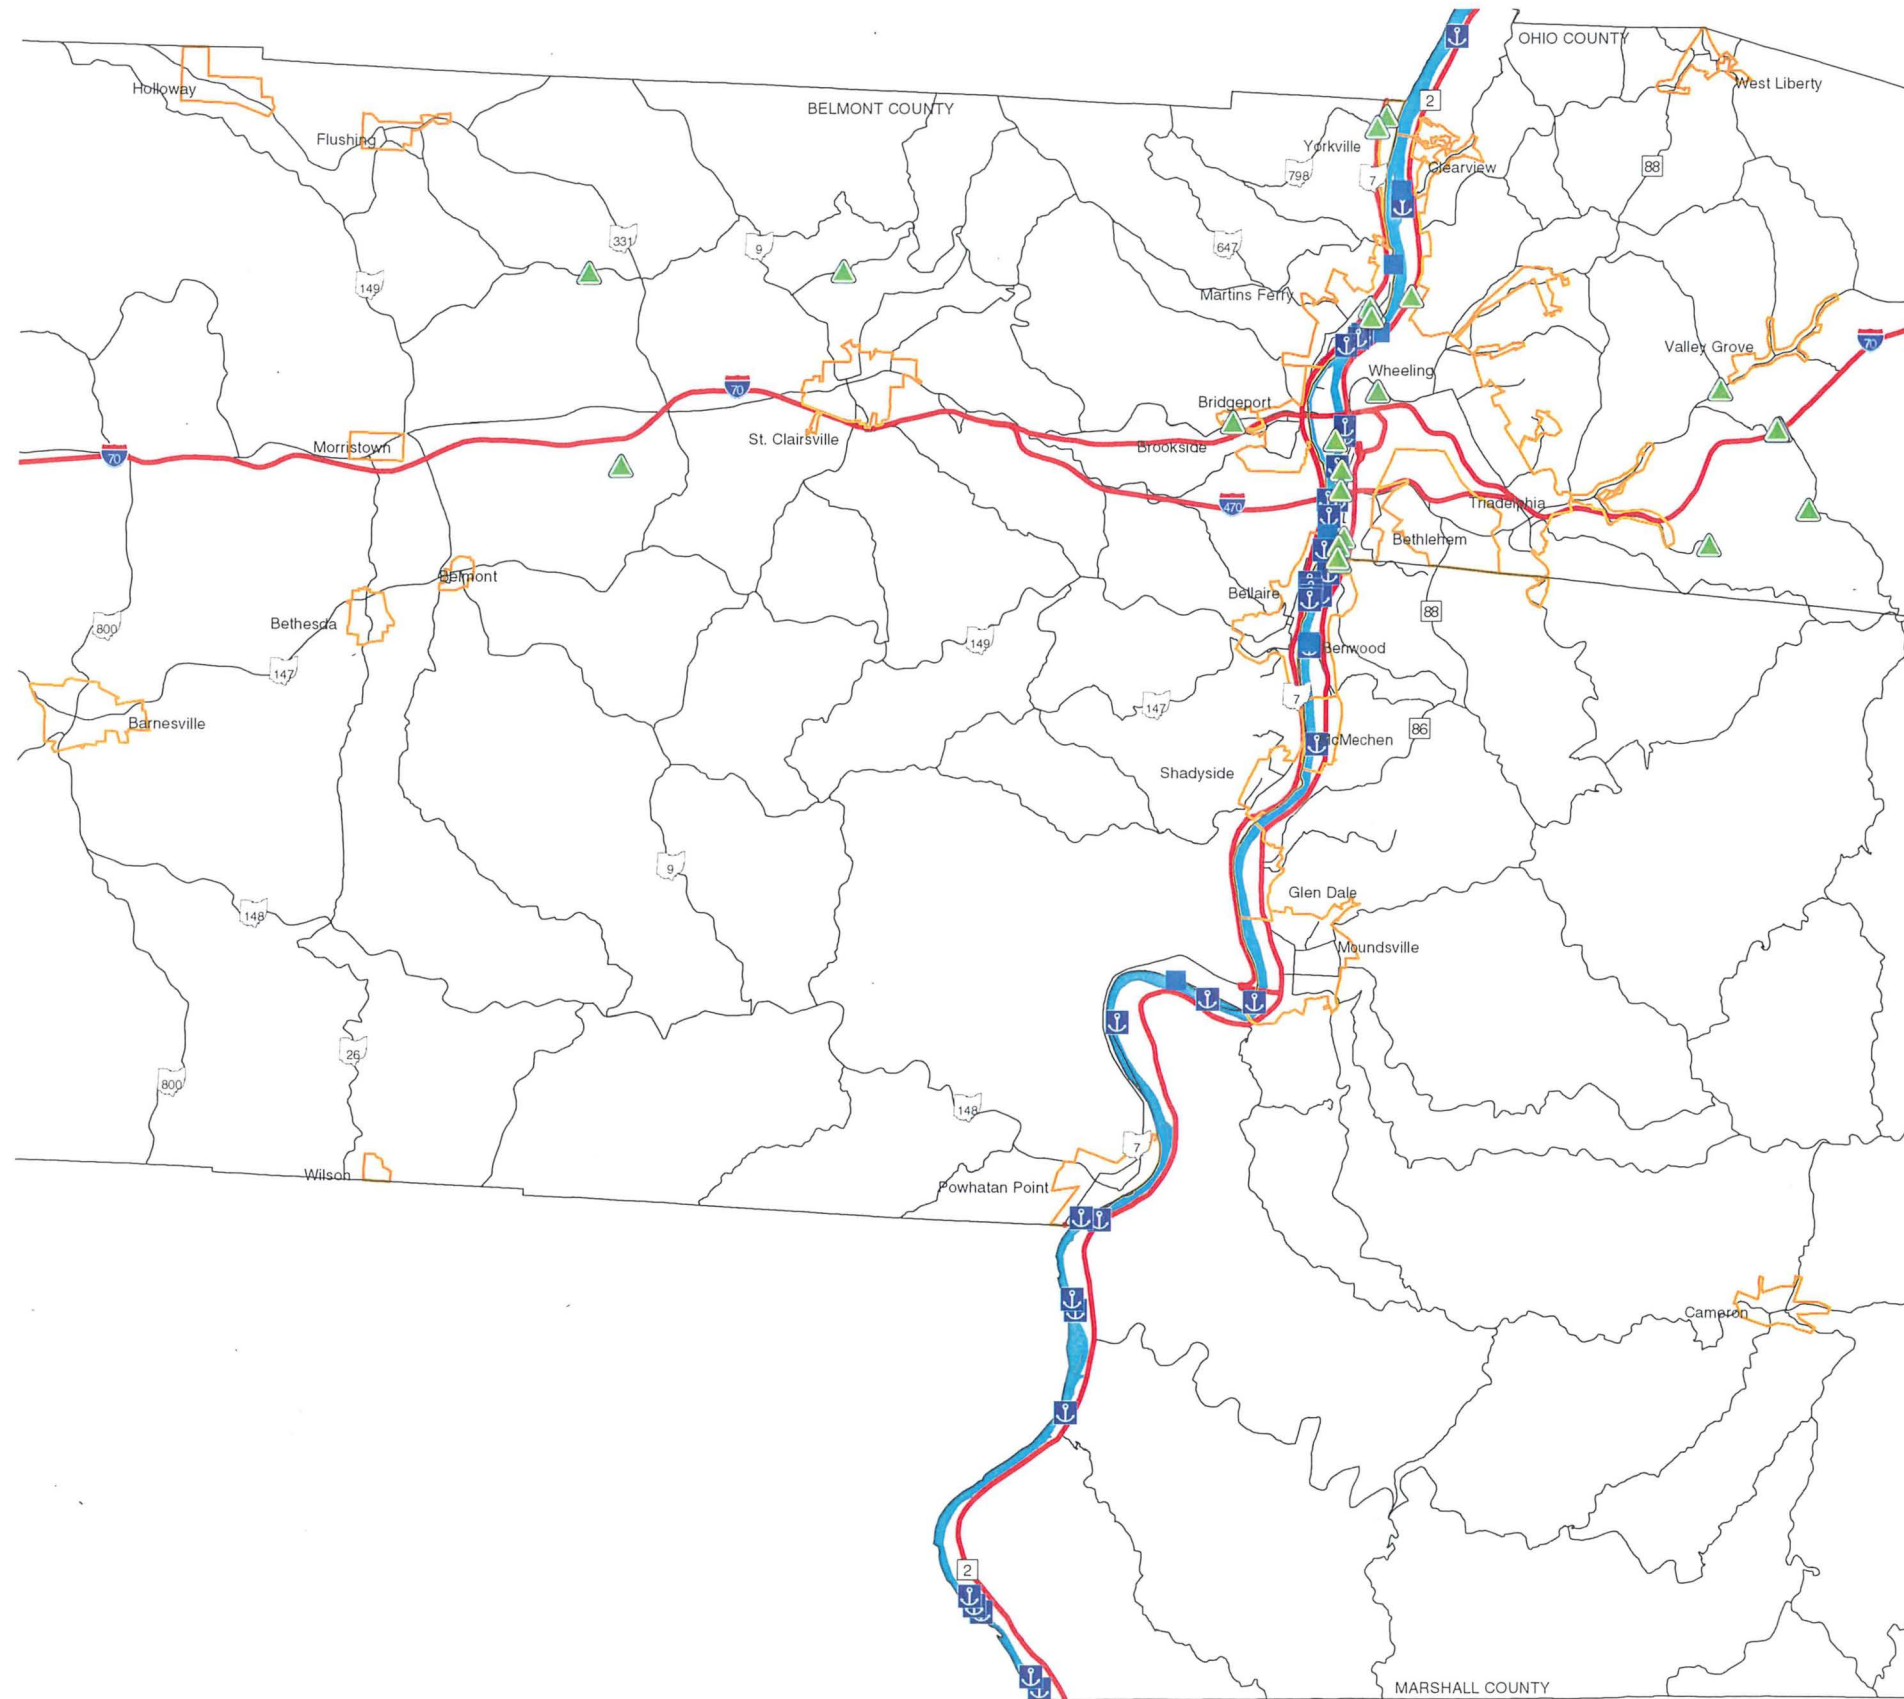 OHIO COUNTY
West Liberty
Holloway
2
BELMONT COUNTY
Flushing
Yorkville
Clearview
88
798
7
331
9
647
149
Martins Ferry
Valley Grove
70
Wheeling
70
Bridgeport
St. Clairsville
Morristown
Brookside
70
470
Triadelphia
Bethlehem
Belmont
Bellaire
88
Bethesda
800
149
Benwood
147
7
147
Barnesville
86
McMechen
Shadyside
9
Glen Dale
148
Moundsville
26
800
148
7
Wilson
Powhatan Point
Cameron
2
MARSHALL COUNTY